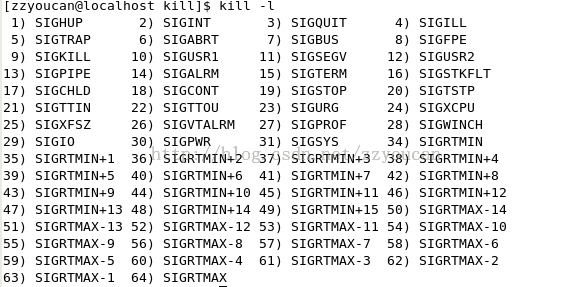 [zzyoucan@localhost kill]$ kill -l
 1) SIGHUP       2) SIGINT       3) SIGQUIT      4) SIGILL
 5) SIGTRAP      6) SIGABRT      7) SIGBUS       8) SIGFPE
 9) SIGKILL     10) SIGUSR1     11) SIGSEGV     12) SIGUSR2
13) SIGPIPE     14) SIGALRM     15) SIGTERM     16) SIGSTKFLT
17) SIGCHLD     18) SIGCONT     19) SIGSTOP     20) SIGTSTP
21) SIGTTIN     22) SIGTTOU     23) SIGURG      24) SIGXCPU
25) SIGXFSZ     26) SIGVTALRM   27) SIGPROF     28) SIGWINCH
29) SIGIO       30) SIGPWR      31) SIGSYS      34) SIGRTMIN
http://blog.csdn.net/zzyoucan
35) SIGRTMIN+1  36) SIGRTMIN+2  37) SIGRTMIN+3  38) SIGRTMIN+4
39) SIGRTMIN+5  40) SIGRTMIN+6  41) SIGRTMIN+7  42) SIGRTMIN+8
43) SIGRTMIN+9  44) SIGRTMIN+10 45) SIGRTMIN+11 46) SIGRTMIN+12
47) SIGRTMIN+13 48) SIGRTMIN+14 49) SIGRTMIN+15 50) SIGRTMAX-14
51) SIGRTMAX-13 52) SIGRTMAX-12 53) SIGRTMAX-11 54) SIGRTMAX-10
55) SIGRTMAX-9  56) SIGRTMAX-8  57) SIGRTMAX-7  58) SIGRTMAX-6
59) SIGRTMAX-5  60) SIGRTMAX-4  61) SIGRTMAX-3  62) SIGRTMAX-2
63) SIGRTMAX-1  64) SIGRTMAX